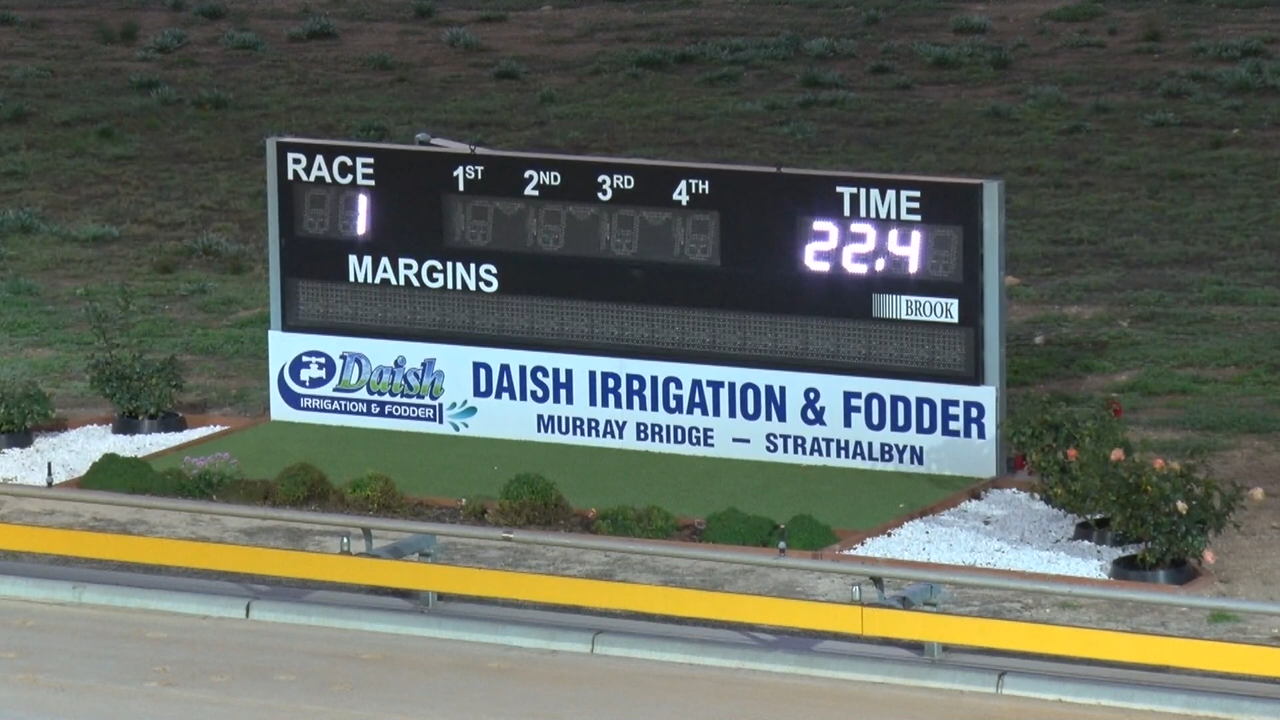 RACE 1ST 2ND 3RD 4TH TIME
1 22.4
MARGINS
BROOK
Daish
IRRIGATION & FODDER
DAISH IRRIGATION & FODDER
MURRAY BRIDGE — STRATHALBYN